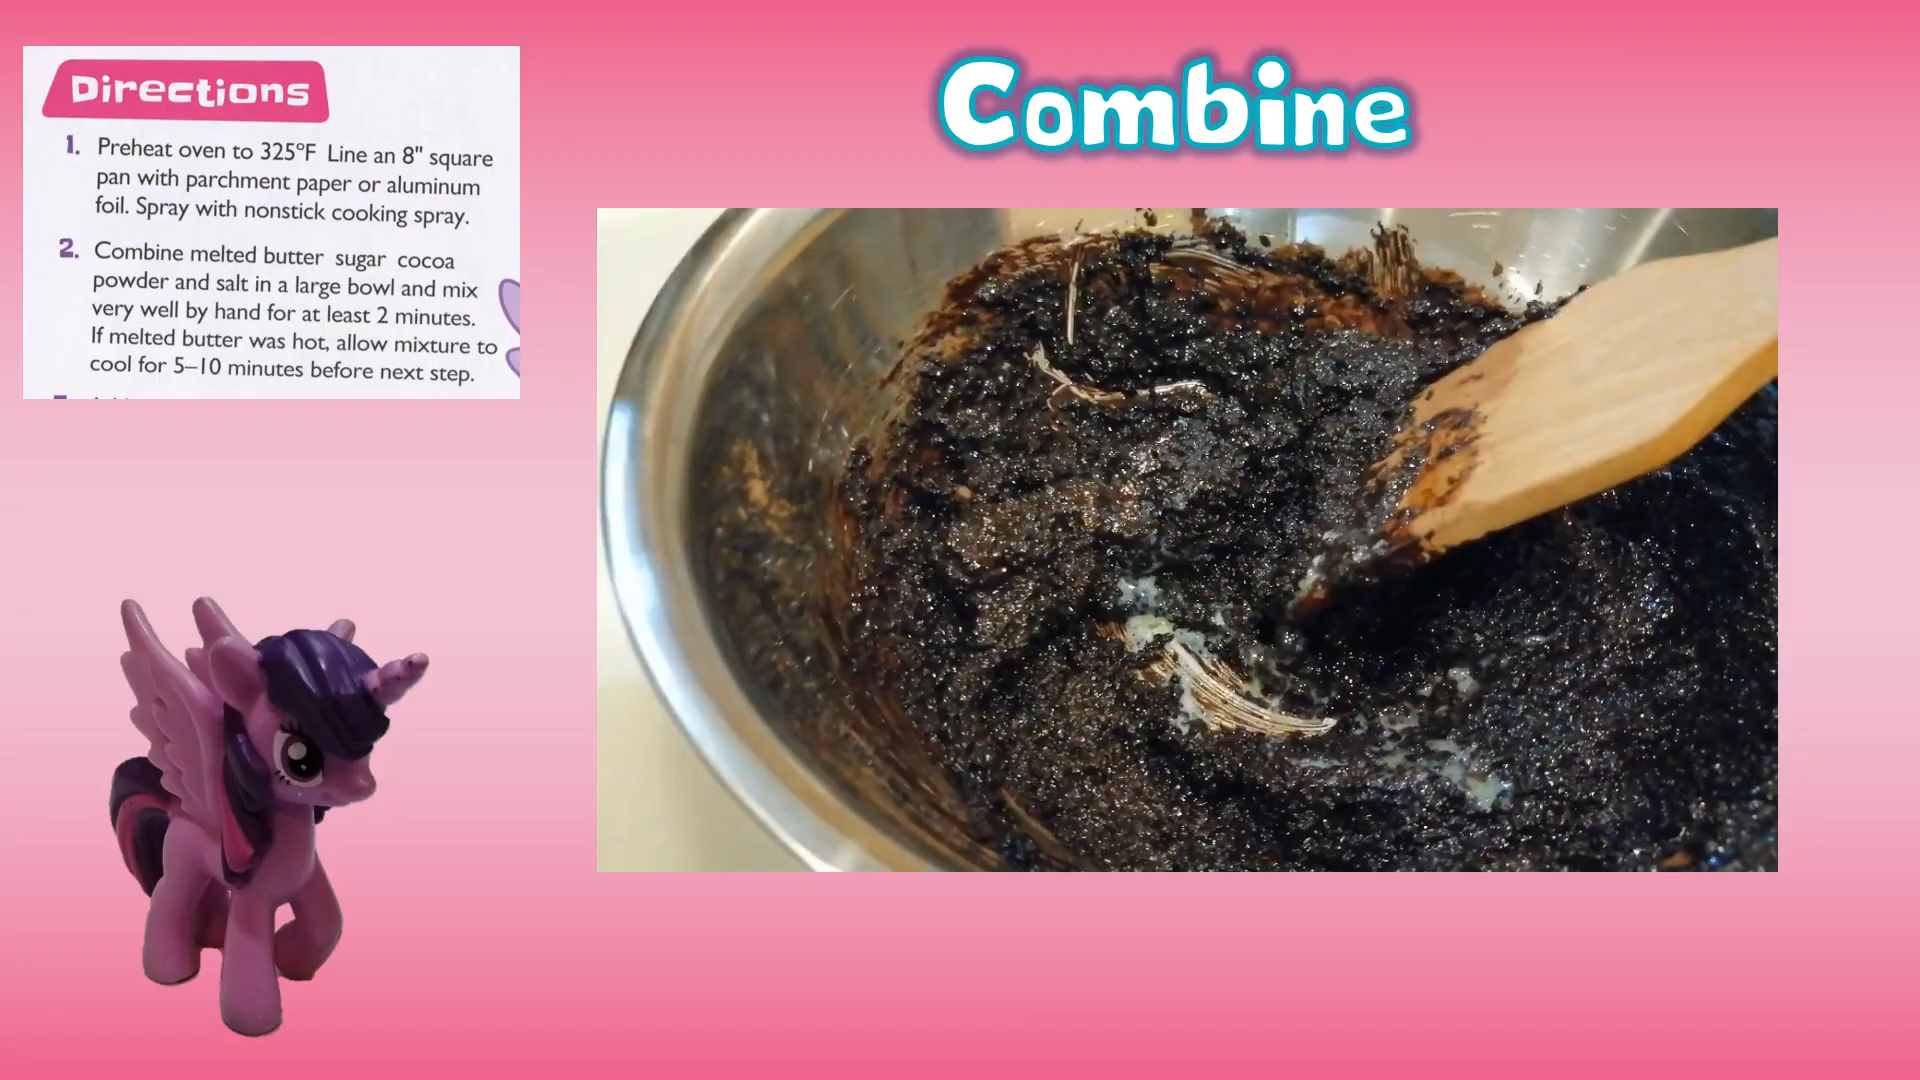 Directions
1. Preheat oven to 325°F Line an 8" square
pan with parchment paper or aluminum
foil. Spray with nonstick cooking spray.
2. Combine melted butter sugar cocoa
powder and salt in a large bowl and mix
very well by hand for at least 2 minutes.
If melted butter was hot, allow mixture to
cool for 5–10 minutes before next step.
Combine